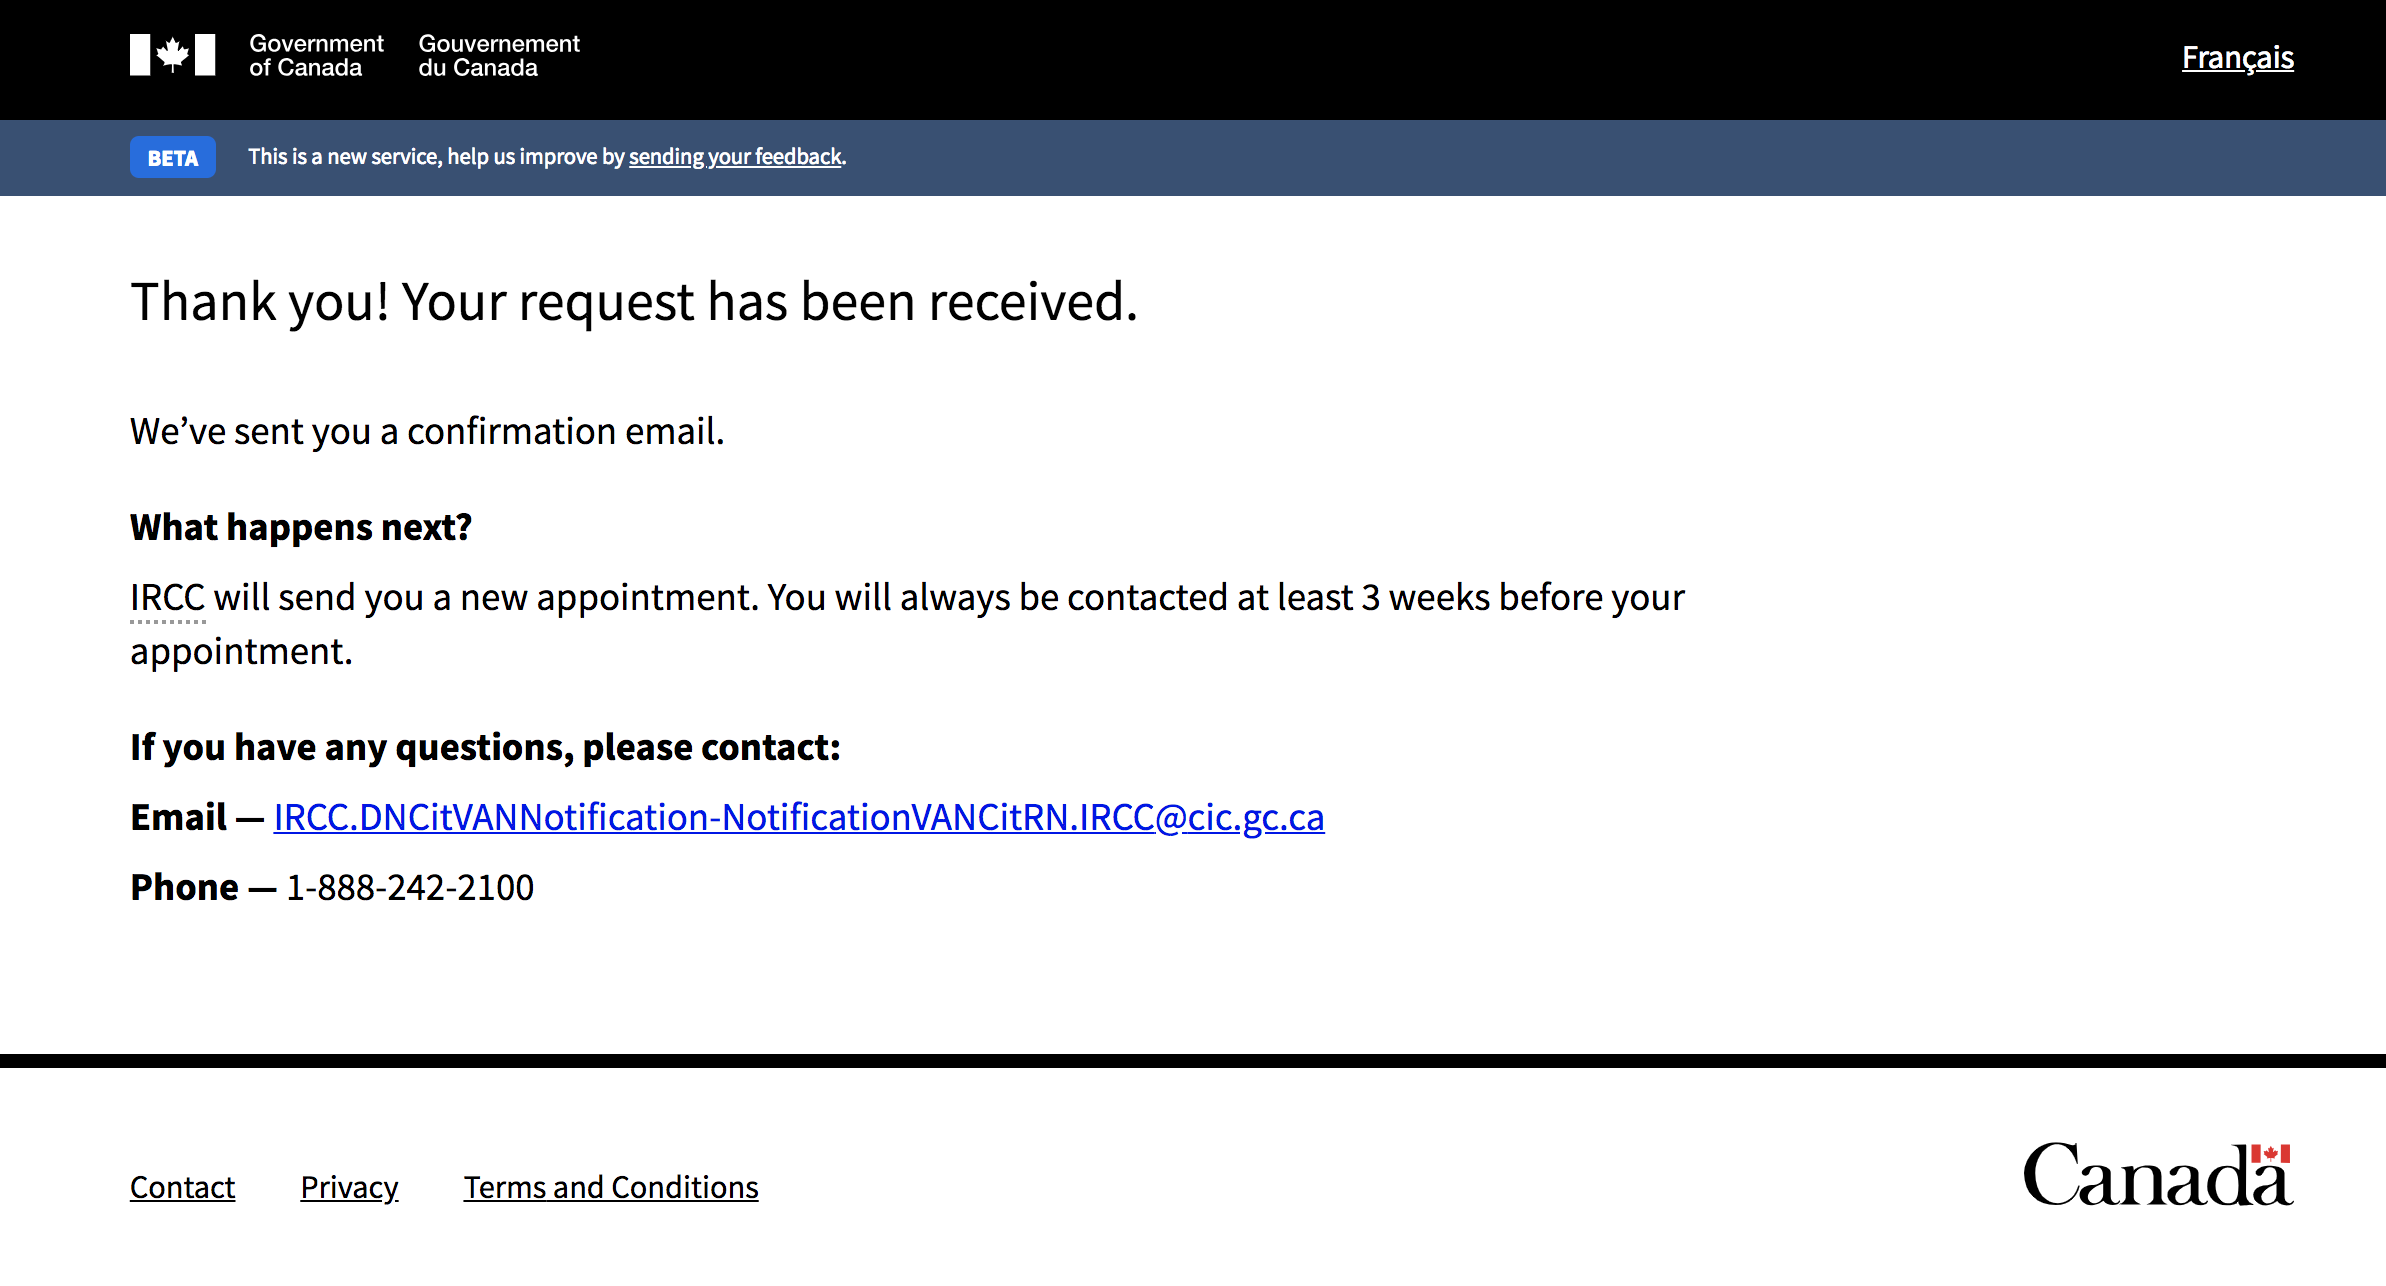 Government of Canada
Gouvernement du Canada
Français
BETA
This is a new service, help us improve by sending your feedback.
Thank you! Your request has been received.
We’ve sent you a confirmation email.
What happens next?
IRCC will send you a new appointment. You will always be contacted at least 3 weeks before your
appointment.
If you have any questions, please contact:
Email — IRCC.DNCitVANNotification-NotificationVANCitRN.IRCC@cic.gc.ca
Phone — 1-888-242-2100
Contact
Privacy
Terms and Conditions
Canada